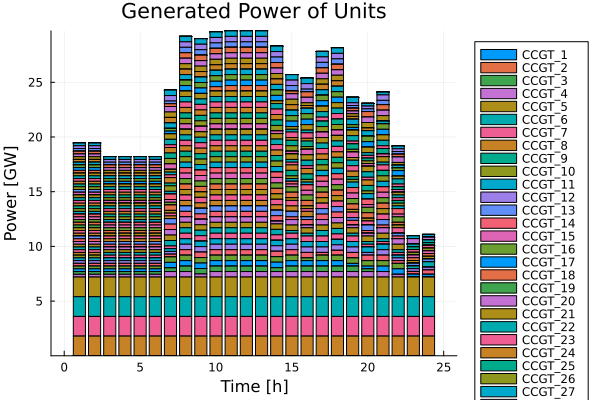 Generated Power of Units
Power [GW]
25
20
15
10
5
0
5
10
15
20
25
Time [h]
CCGT_1
CCGT_2
CCGT_3
CCGT_4
CCGT_5
CCGT_6
CCGT_7
CCGT_8
CCGT_9
CCGT_10
CCGT_11
CCGT_12
CCGT_13
CCGT_14
CCGT_15
CCGT_16
CCGT_17
CCGT_18
CCGT_19
CCGT_20
CCGT_21
CCGT_22
CCGT_23
CCGT_24
CCGT_25
CCGT_26
CCGT_27